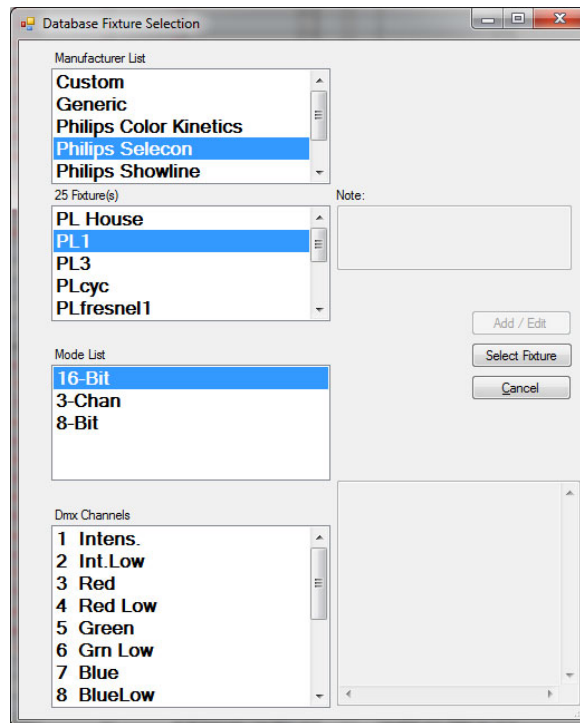 Database Fixture Selection
Manufacturer List
Custom
Generic
Philips Color Kinetics
Philips Selecon
Philips Showline
25 Fixture(s)
Note:
PL House
PL1
PL3
PLcyc
PLfresnel1
Add / Edit
Select Fixture
Cancel
Mode List
16-Bit
3-Chan
8-Bit
Dmx Channels
1 Intens.
2 Int.Low
3 Red
4 Red Low
5 Green
6 Grn Low
7 Blue
8 BlueLow